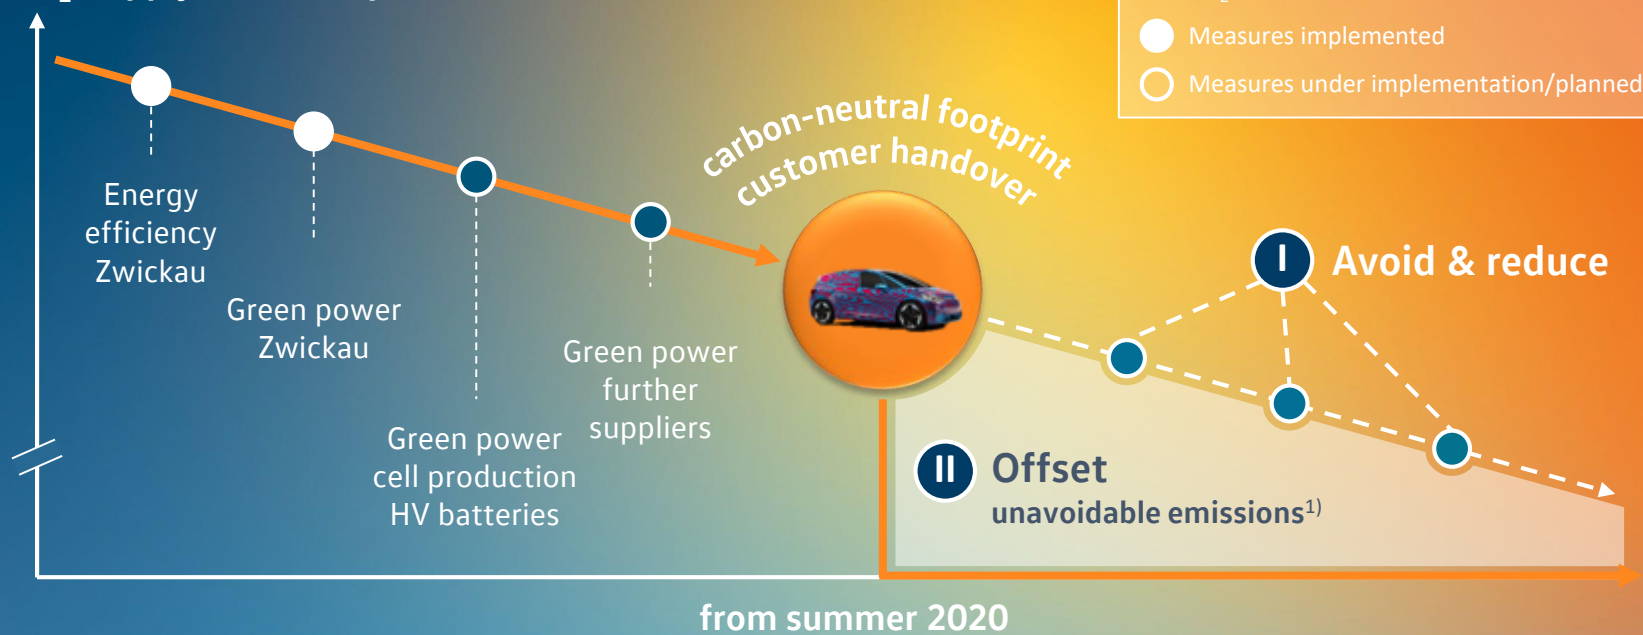 Measures implemented
Measures under implementation/planned
carbon-neutral footprint
customer handover
Energy
efficiency
Zwickau
Green power
Zwickau
Green power
cell production
HV batteries
Green power
further
suppliers
I Avoid & reduce
II Offset
unavoidable emissions¹⁾
from summer 2020